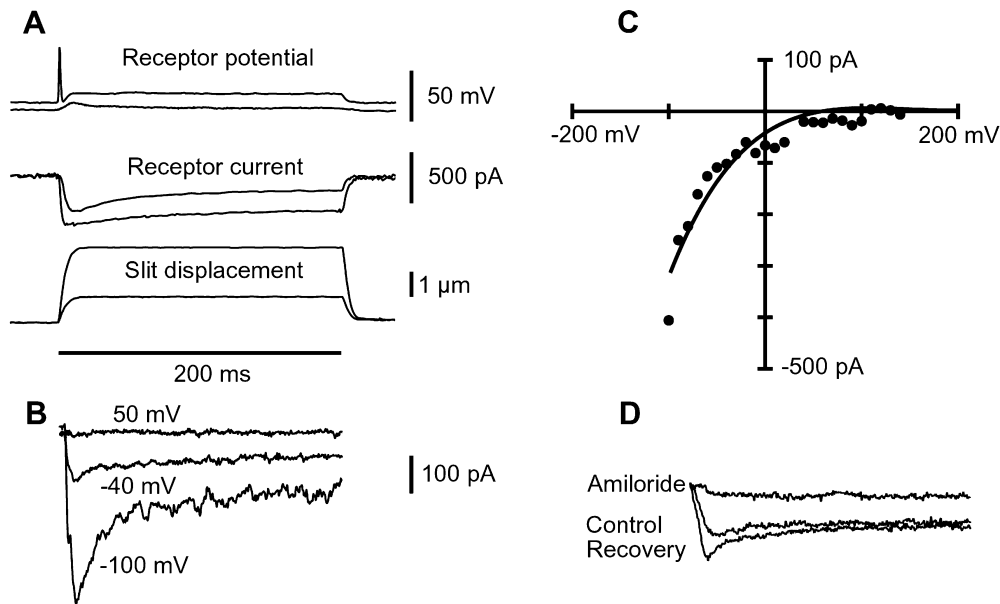 A
Receptor potential
50 mV
Receptor current
500 pA
Slit displacement
1 µm
200 ms
B
50 mV
-40 mV
100 pA
-100 mV
C
100 pA
-200 mV
200 mV
-500 pA
D
Amiloride
Control
Recovery